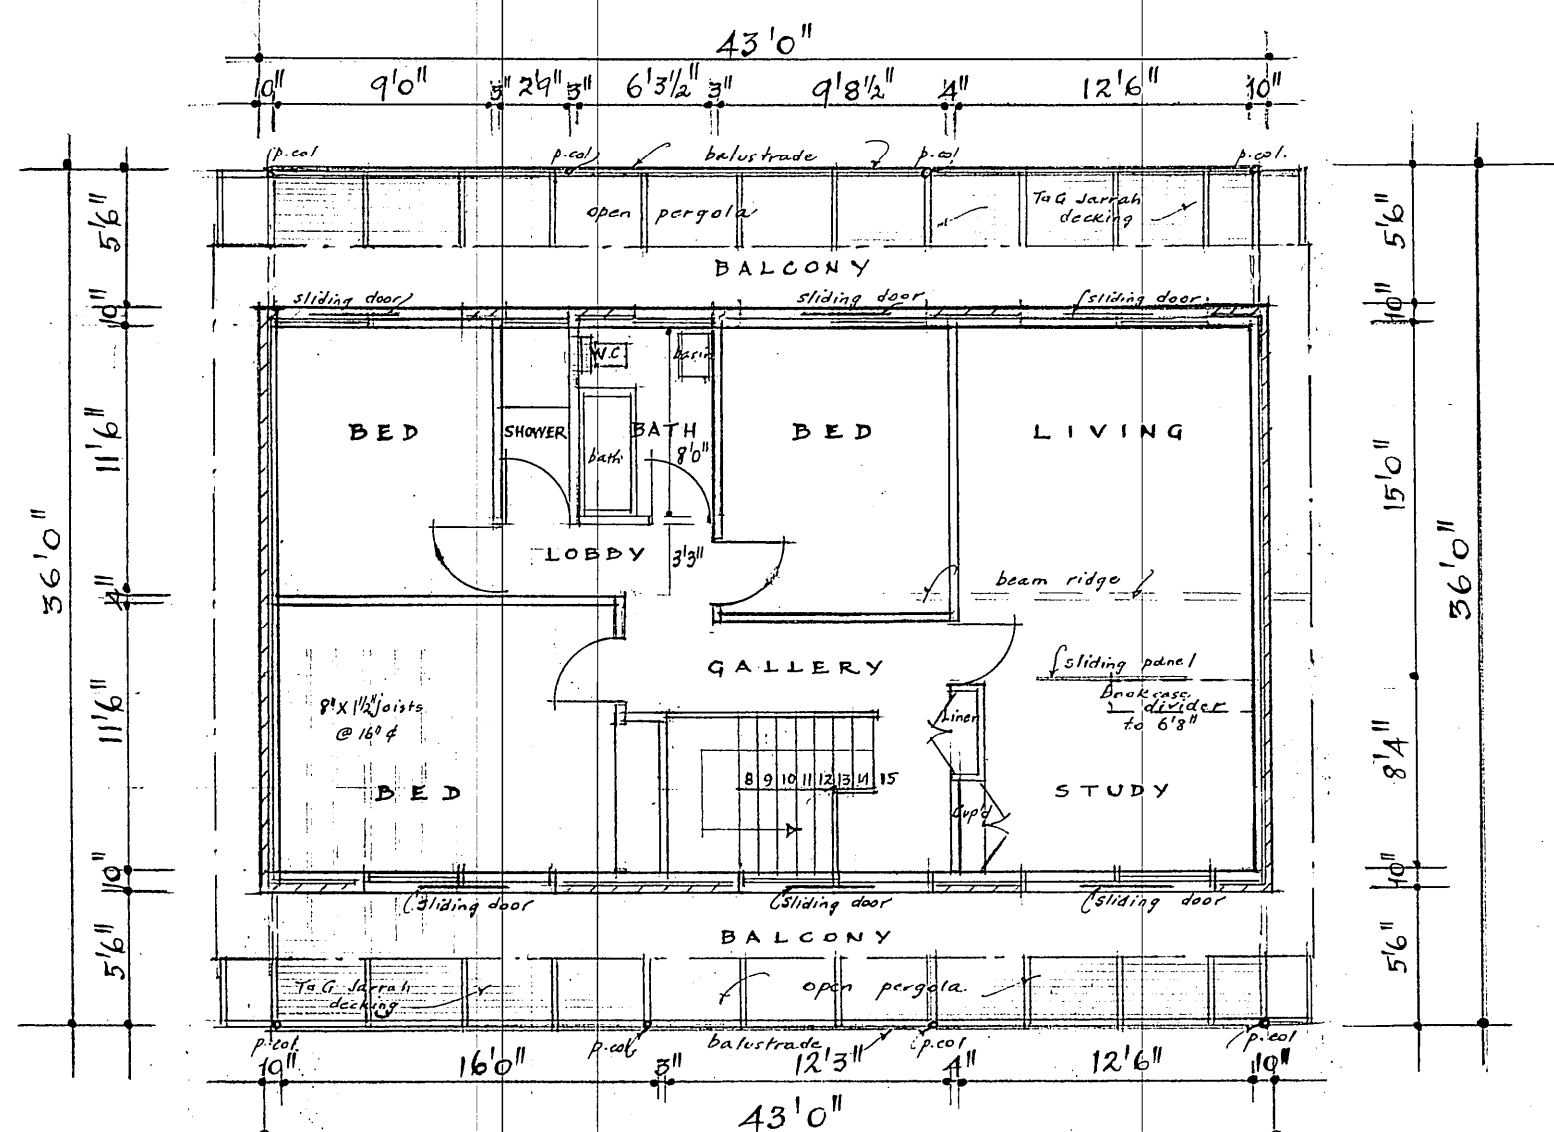 43'0"
10" 9'0" 3" 2'9" 3" 6'3½" 3" 9'8½" 4" 12'6" 10"
p.col p.col balustrade p.col p.col.
open pergola
TaG Jarrah
decking
5'6" 5'6"
BALCONY
sliding door sliding door sliding door
10" 10"
W.C basin
BED SHOWER BATH BED LIVING
bath 8'0"
11'6" 15'0"
LOBBY 3'3"
36'0" 36'0"
4"
beam ridge
GALLERY
sliding panel
Bookcase
divider
to 6'8"
8" X 1½" joists
@ 16" ¢
Linen
11'6" 8'4"
8 9 10 11 12 13 14 15
BED STUDY
Cup'd
10" 10"
sliding door sliding door sliding door
BALCONY
5'6" 5'6"
TaG Jarrah
decking
open pergola.
p.col. p.col. balustrade p.col p.col
10" 16'0" 3" 12'3" 4" 12'6" 10"
43'0"